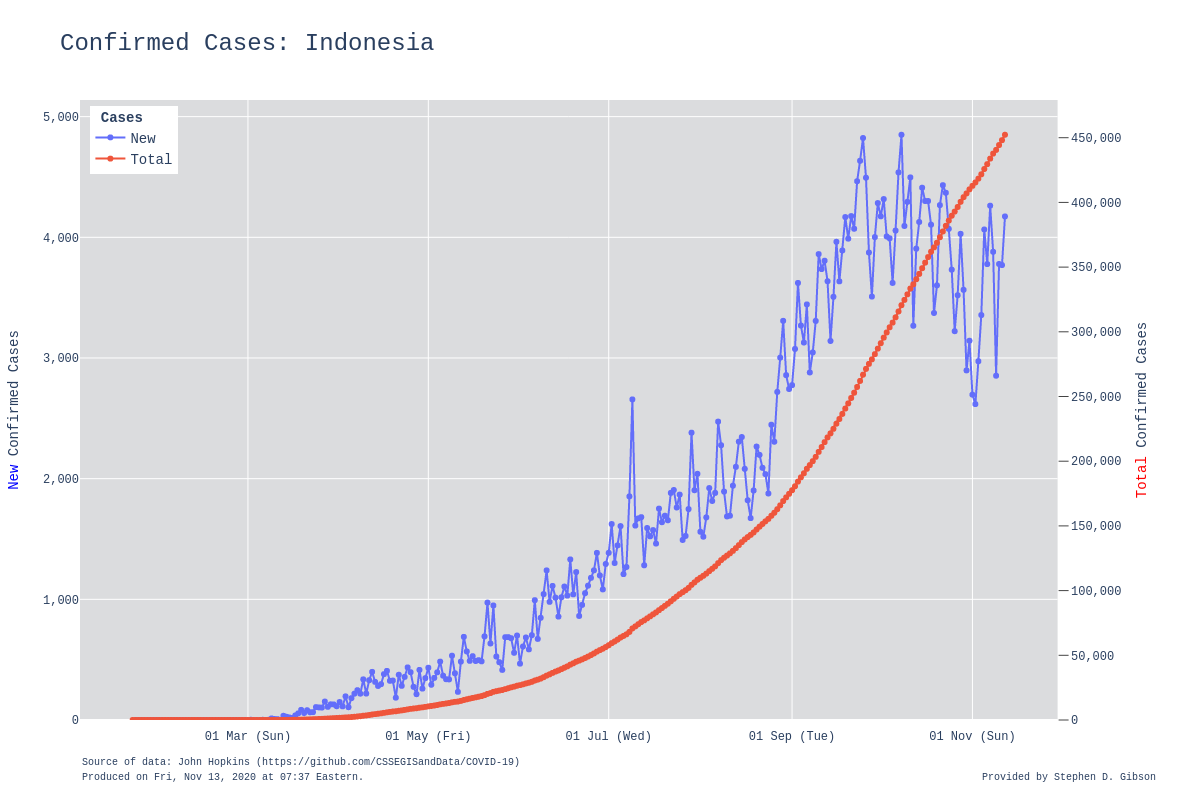 Confirmed Cases: Indonesia
Cases
New
Total
5,000
4,000
3,000
2,000
1,000
0
New Confirmed Cases
450,000
400,000
350,000
300,000
250,000
200,000
150,000
100,000
50,000
0
Total Confirmed Cases
01 Mar (Sun)
01 May (Fri)
01 Jul (Wed)
01 Sep (Tue)
01 Nov (Sun)
Source of data: John Hopkins (https://github.com/CSSEGISandData/COVID-19)
Produced on Fri, Nov 13, 2020 at 07:37 Eastern.
Provided by Stephen D. Gibson